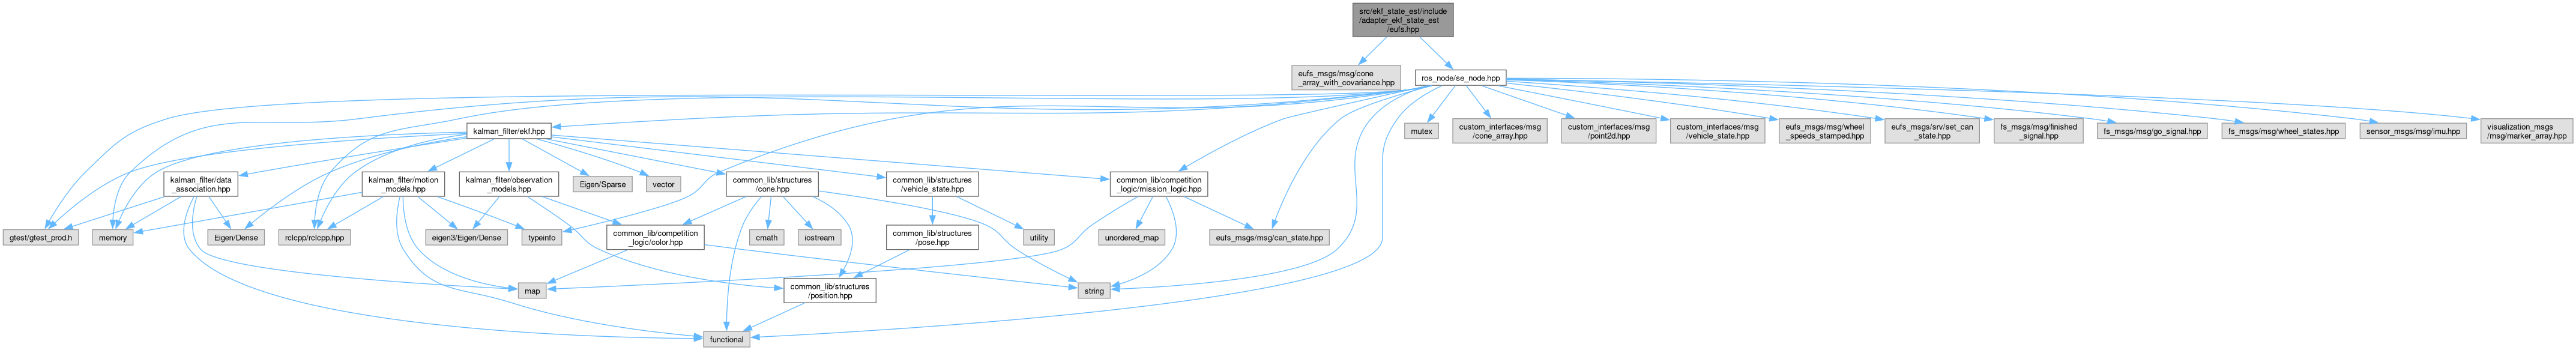 src/ekf_state_est/include
/adapter_ekf_state_est
/eufs.hpp
eufs_msgs/msg/cone
_array_with_covariance.hpp
ros_node/se_node.hpp
kalman_filter/ekf.hpp
mutex
custom_interfaces/msg
/cone_array.hpp
custom_interfaces/msg
/point2d.hpp
custom_interfaces/msg
/vehicle_state.hpp
eufs_msgs/msg/wheel
_speeds_stamped.hpp
eufs_msgs/srv/set_can
_state.hpp
fs_msgs/msg/finished
_signal.hpp
fs_msgs/msg/go_signal.hpp
fs_msgs/msg/wheel_states.hpp
sensor_msgs/msg/imu.hpp
visualization_msgs
/msg/marker_array.hpp
kalman_filter/data
_association.hpp
kalman_filter/motion
_models.hpp
kalman_filter/observation
_models.hpp
Eigen/Sparse
vector
common_lib/structures
/cone.hpp
common_lib/structures
/vehicle_state.hpp
common_lib/competition
_logic/mission_logic.hpp
gtest/gtest_prod.h
memory
Eigen/Dense
rclcpp/rclcpp.hpp
eigen3/Eigen/Dense
typeinfo
common_lib/competition
_logic/color.hpp
cmath
iostream
common_lib/structures
/pose.hpp
utility
unordered_map
eufs_msgs/msg/can_state.hpp
map
common_lib/structures
/position.hpp
string
functional